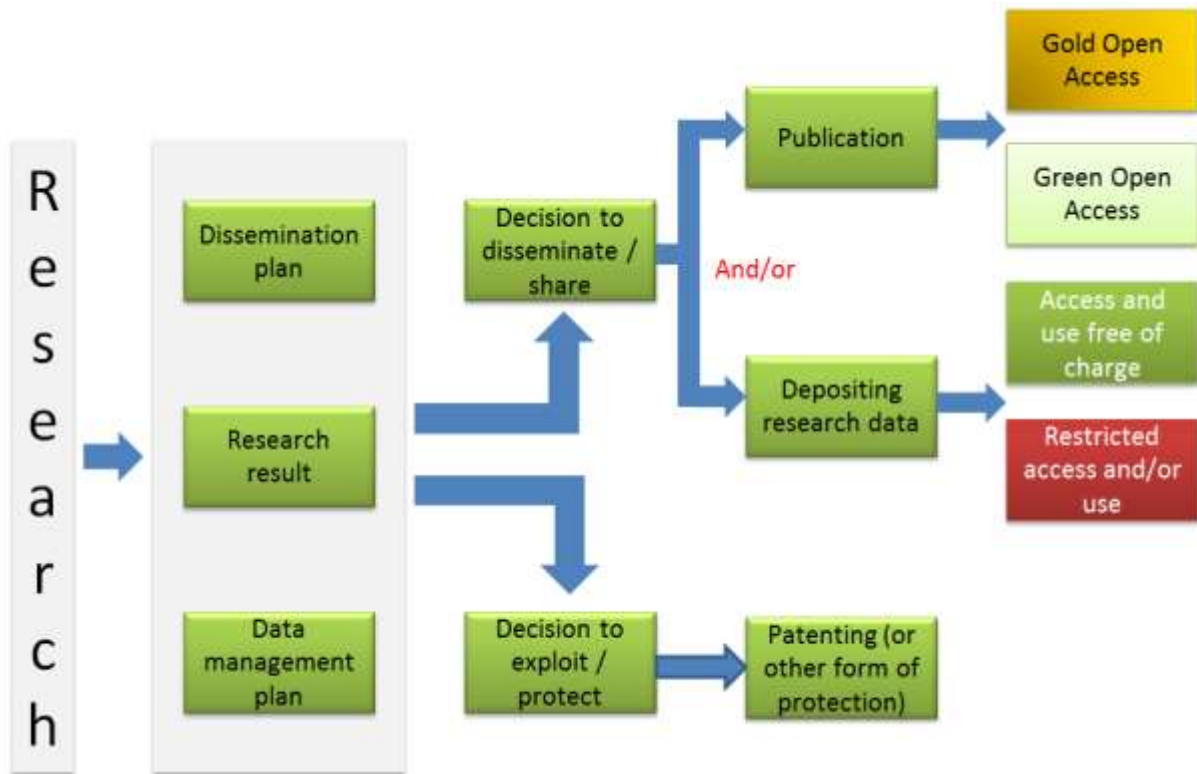 Research
Dissemination
plan
Research
result
Data
management
plan
Decision to
disseminate /
share
Decision to
exploit /
protect
And/or
Publication
Depositing
research data
Patenting (or
other form of
protection)
Gold Open
Access
Green Open
Access
Access and
use free of
charge
Restricted
access and/or
use